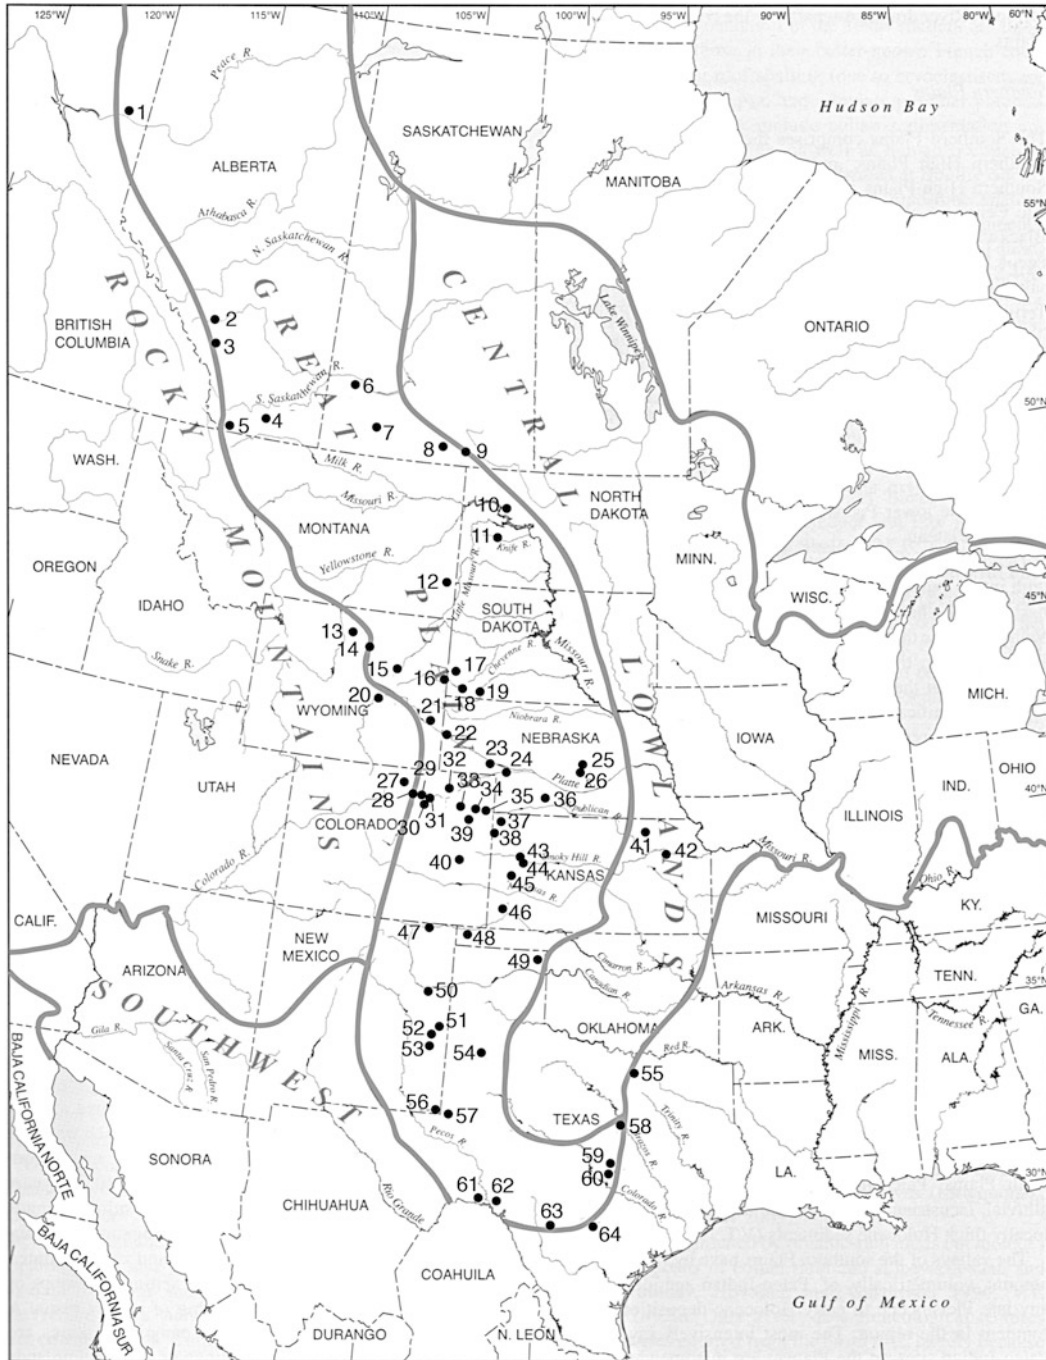 125°W 120°W 115°W 110°W 105°W 100°W 95°W 90°W 85°W 80°W 60°N
Peace R.
1
Hudson Bay
SASKATCHEWAN
ALBERTA
MANITOBA
Athabasca R.
55°N
N. Saskatchewan R.
ROCKY MOUNTAINS
GREAT PLAINS
CENTRAL LOWLANDS
Lake Winnipeg
BRITISH
COLUMBIA
2
3
ONTARIO
S. Saskatchewan R.
6
50°N
5
4
7
8
9
WASH.
Milk R.
Missouri R.
10
NORTH
DAKOTA
MONTANA
11
Knife R.
Yellowstone R.
MINN.
OREGON
12
Little Missouri R.
WISC.
45°N
IDAHO
SOUTH
DAKOTA
13
14
Cheyenne R.
Missouri R.
Snake R.
15
16
17
18
19
MICH.
20
WYOMING
21
Niobrara R.
22
NEBRASKA
IOWA
NEVADA
32
23
24
25
OHIO
UTAH
27
29
Platte
26
IND.
28
33
34
35
36
publican R.
ILLINOIS
COLORADO
30
31
39
37
38
41
42
40
43
moky Hill R.
44
KANSAS
45
Missouri R.
Ohio R.
Colorado R.
46
KY.
CALIF.
NEW
MEXICO
47
48
MISSOURI
ARIZONA
49
Cimarron R.
Canadian R.
TENN.
35°N
SOUTHWEST
50
Arkansas R.
Mississippi R.
Tennessee R.
GA.
Gila R.
Santa Cruz R.
San Pedro R.
52
51
53
54
OKLAHOMA
Red R.
ARK.
MISS.
ALA.
55
BAJA CALIFORNIA NORTE
56
57
TEXAS
58
Trinity R.
Pecos R.
SONORA
59
60
LA.
30°N
CHIHUAHUA
Rio Grande
61
62
Colorado R.
63
64
BAJA CALIFORNIA SUR
COAHUILA
Gulf of Mexico
DURANGO
N. LEON